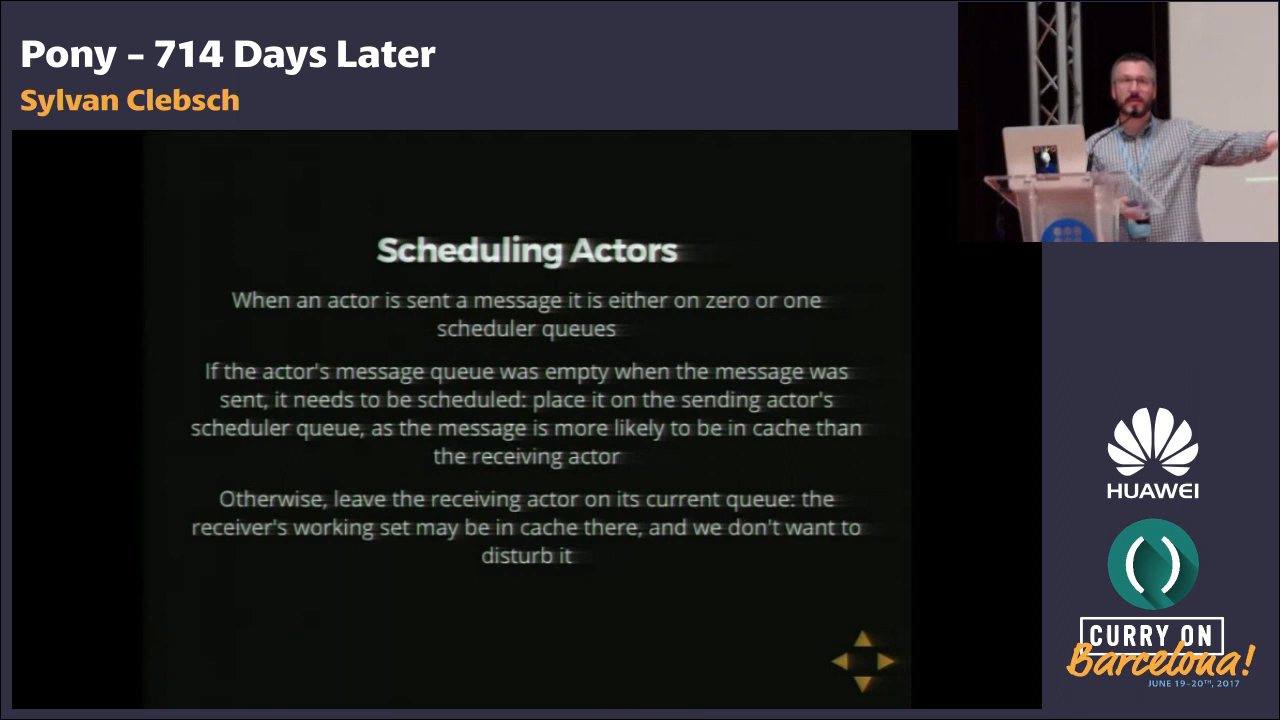 Pony – 714 Days Later
Sylvan Clebsch
Scheduling Actors
When an actor is sent a message it is either on zero or one
scheduler queues
If the actor's message queue was empty when the message was
sent, it needs to be scheduled: place it on the sending actor's
scheduler queue, as the message is more likely to be in cache than
the receiving actor
Otherwise, leave the receiving actor on its current queue: the
receiver's working set may be in cache there, and we don't want to
disturb it
HUAWEI
( )
CURRY ON
Barcelona!
JUNE 19-20TH, 2017